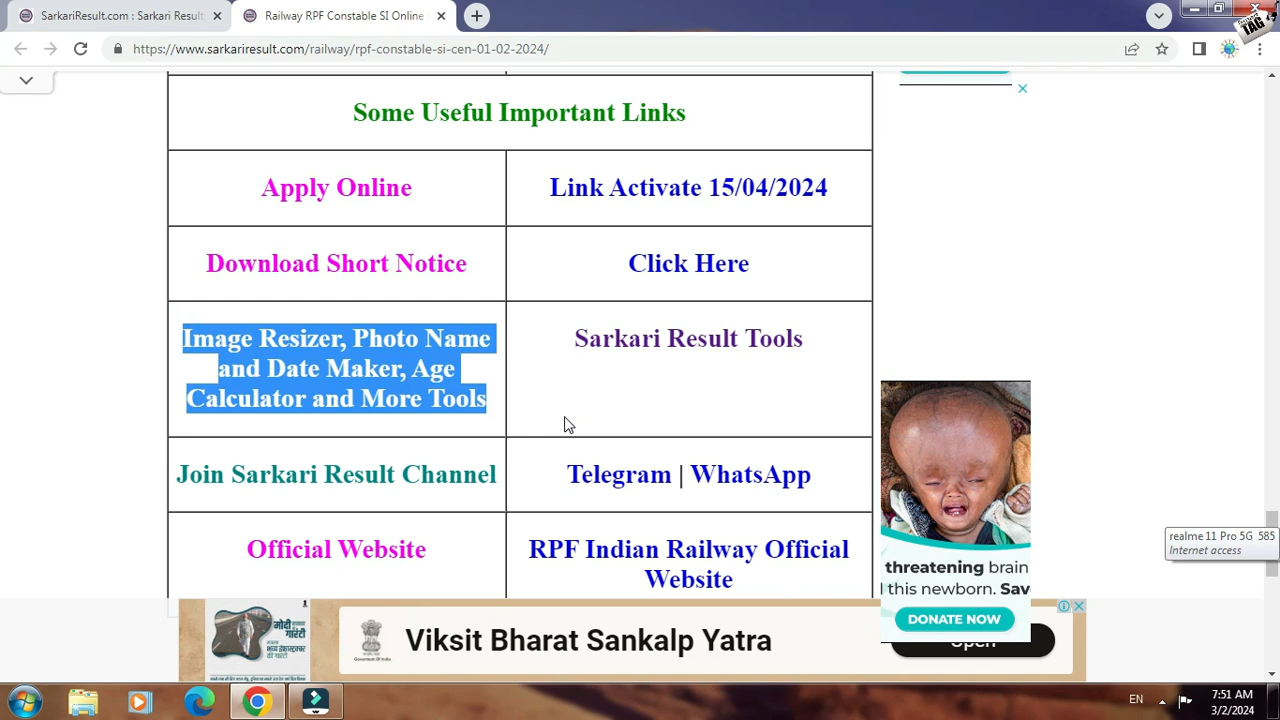 SarkariResult.com : Sarkari Result
Railway RPF Constable SI Online
TAG
https://www.sarkariresult.com/railway/rpf-constable-si-cen-01-02-2024/
Some Useful Important Links
Apply Online
Link Activate 15/04/2024
Download Short Notice
Click Here
Image Resizer, Photo Name
and Date Maker, Age
Calculator and More Tools
Sarkari Result Tools
Join Sarkari Result Channel
Telegram | WhatsApp
Official Website
RPF Indian Railway Official
Website
realme 11 Pro 5G 585
Internet access
threatening brain
this newborn. Sav
DONATE NOW
मोदी
Viksit Bharat Sankalp Yatra
Open
EN
7:51 AM
3/2/2024